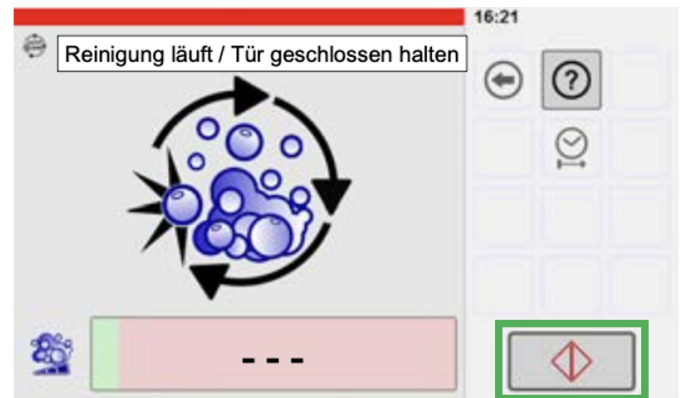 16:21
Reinigung läuft / Tür geschlossen halten
?
- - -